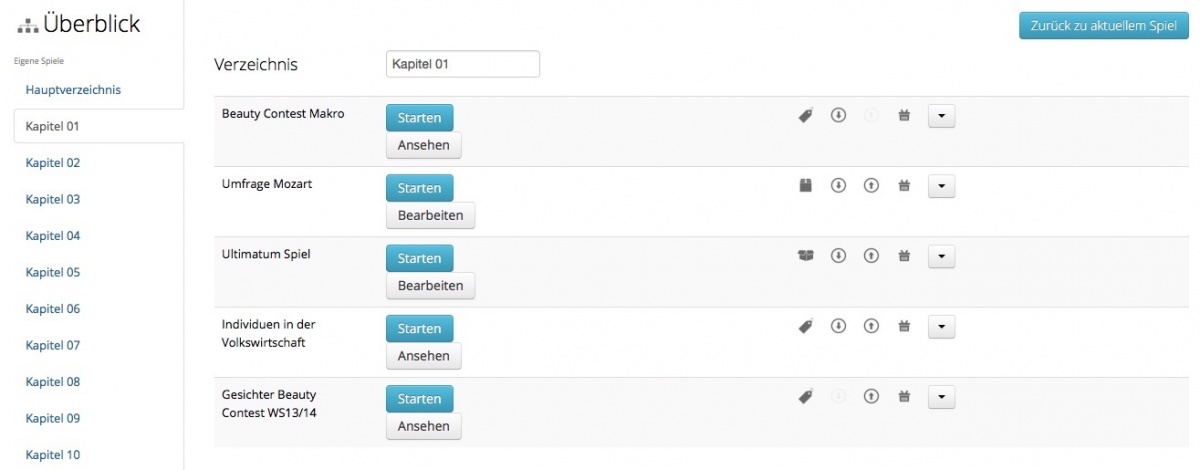 Überblick
Zurück zu aktuellem Spiel
Eigene Spiele
Hauptverzeichnis
Kapitel 01
Kapitel 02
Kapitel 03
Kapitel 04
Kapitel 05
Kapitel 06
Kapitel 07
Kapitel 08
Kapitel 09
Kapitel 10
Verzeichnis
Kapitel 01
Beauty Contest Makro
Starten
Ansehen
Umfrage Mozart
Starten
Bearbeiten
Ultimatum Spiel
Starten
Bearbeiten
Individuen in der
Volkswirtschaft
Starten
Ansehen
Gesichter Beauty
Contest WS13/14
Starten
Ansehen